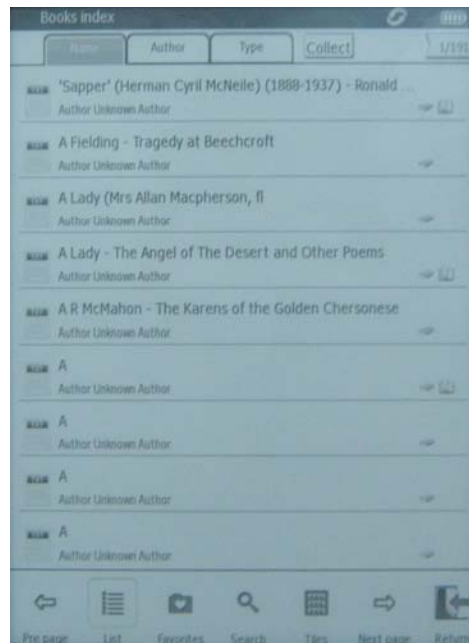 Books index
Name Author Type Collect 1/191
'Sapper' (Herman Cyril McNeile) (1888-1937) - Ronald ...
Author Unknown Author
A Fielding - Tragedy at Beechcroft
Author Unknown Author
A Lady (Mrs Allan Macpherson, fl
Author Unknown Author
A Lady - The Angel of The Desert and Other Poems
Author Unknown Author
A R McMahon - The Karens of the Golden Chersonese
Author Unknown Author
A
Author Unknown Author
A
Author Unknown Author
A
Author Unknown Author
A
Author Unknown Author
Pre page List Favorites Search Tiles Next page